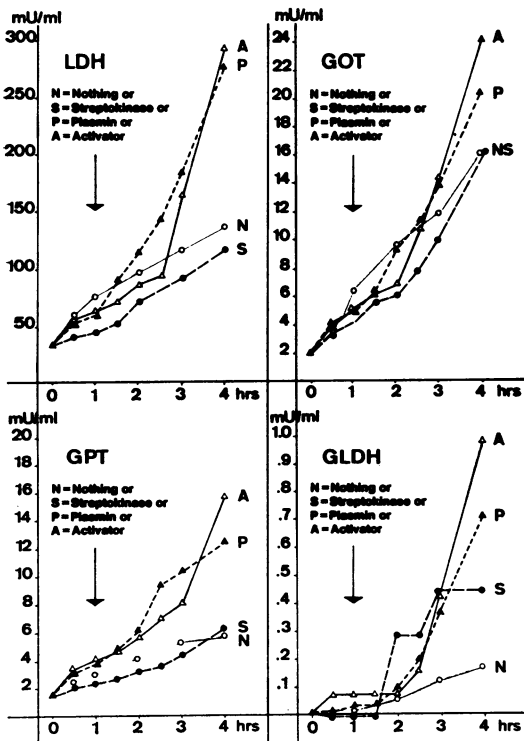 mU/ml
300
LDH
A
P
N = Nothing or
S = Streptokinase or
P = Plasmin or
A = Activator
250
200
150
N
S
100
50
0 1 2 3 4 hrs
mU/ml
24
GOT
A
22
N = Nothing or
S = Streptokinase or
P = Plasmin or
A = Activator
20
P
18
16
NS
14
12
10
8
6
4
2
0 1 2 3 4 hrs
mU/ml
20
GPT
18
N = Nothing or
S = Streptokinase or
P = Plasmin or
A = Activator
16
A
14
12
P
10
8
6
S
N
4
2
0 1 2 3 4 hrs
mU/ml
1.0
A
.9
GLDH
N = Nothing or
S = Streptokinase or
P = Plasmin or
A = Activator
.8
.7
P
.6
.5
.4
S
.3
.2
N
.1
0
0 1 2 3 4 hrs